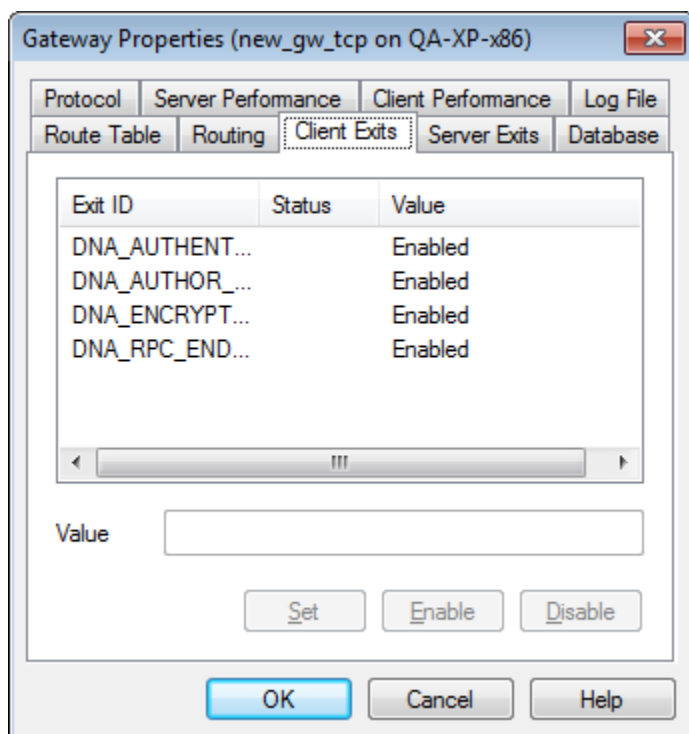 Gateway Properties (new_gw_tcp on QA-XP-x86)
Protocol Server Performance Client Performance Log File
Route Table Routing Client Exits Server Exits Database
Exit ID Status Value
DNA_AUTHENT... Enabled
DNA_AUTHOR_... Enabled
DNA_ENCRYPT... Enabled
DNA_RPC_END... Enabled
Value
Set Enable Disable
OK Cancel Help